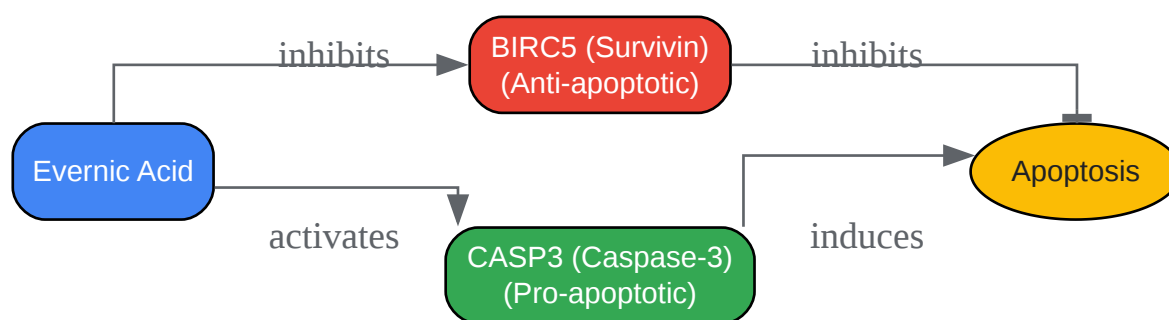 inhibits
BIRC5 (Survivin)
(Anti-apoptotic)
inhibits
Evernic Acid
Apoptosis
activates
CASP3 (Caspase-3)
(Pro-apoptotic)
induces